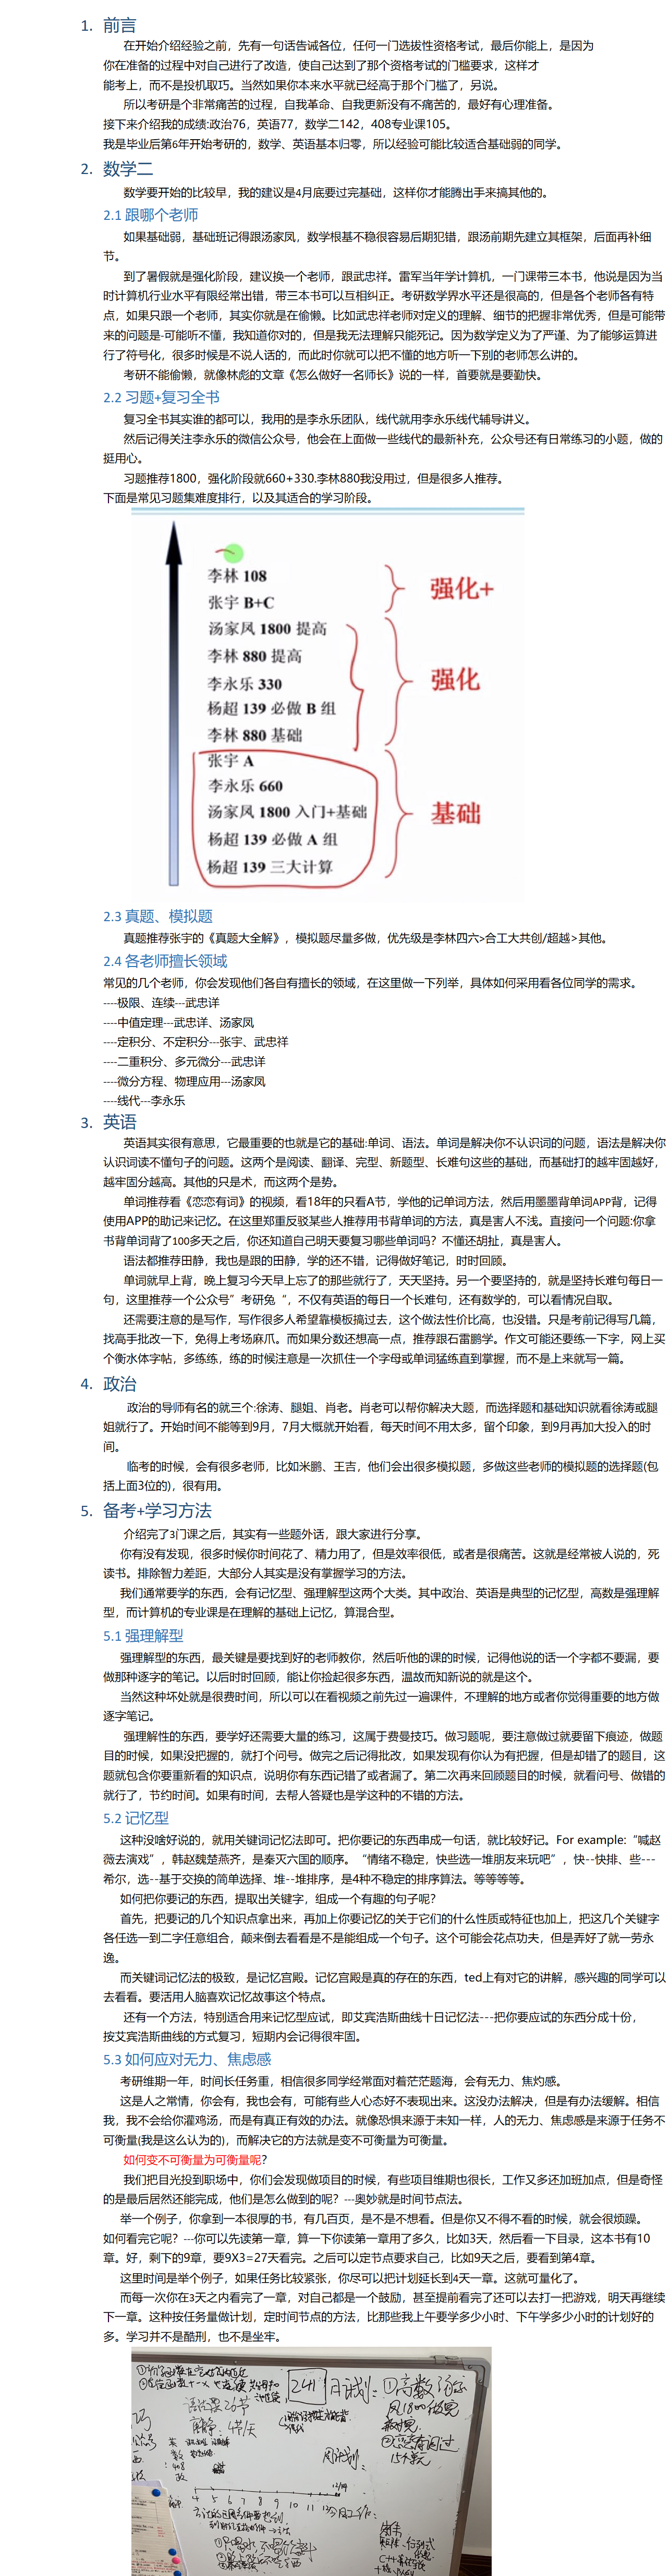 1. 前言
在开始介绍经验之前，先有一句话告诫各位，任何一门选拔性资格考试，最后你能上，是因为
你在准备的过程中对自己进行了改造，使自己达到了那个资格考试的门槛要求，这样才
能考上，而不是投机取巧。当然如果你本来水平就已经高于那个门槛了，另说。
所以考研是个非常痛苦的过程，自我革命、自我更新没有不痛苦的，最好有心理准备。
接下来介绍我的成绩:政治76，英语77，数学二142，408专业课105。
我是毕业后第6年开始考研的，数学、英语基本归零，所以经验可能比较适合基础弱的同学。
2. 数学二
数学要开始的比较早，我的建议是4月底要过完基础，这样你才能腾出手来搞其他的。
2.1 跟哪个老师
如果基础弱，基础班记得跟汤家凤，数学根基不稳很容易后期犯错，跟汤前期先建立其框架，后面再补细
节。
到了暑假就是强化阶段，建议换一个老师，跟武忠祥。雷军当年学计算机，一门课带三本书，他说是因为当
时计算机行业水平有限经常出错，带三本书可以互相纠正。考研数学界水平还是很高的，但是各个老师各有特
点，如果只跟一个老师，其实你就是在偷懒。比如武忠祥老师对定义的理解、细节的把握非常优秀，但是可能带
来的问题是-可能听不懂，我知道你对的，但是我无法理解只能死记。因为数学定义为了严谨、为了能够运算进
行了符号化，很多时候是不说人话的，而此时你就可以把不懂的地方听一下别的老师怎么讲的。
考研不能偷懒，就像林彪的文章《怎么做好一名师长》说的一样，首要就是要勤快。
2.2 习题+复习全书
复习全书其实谁的都可以，我用的是李永乐团队，线代就用李永乐线代辅导讲义。
然后记得关注李永乐的微信公众号，他会在上面做一些线代的最新补充，公众号还有日常练习的小题，做的
挺用心。
习题推荐1800，强化阶段就660+330.李林880我没用过，但是很多人推荐。
下面是常见习题集难度排行，以及其适合的学习阶段。
李林 108
张宇 B+C
强化+
汤家凤 1800 提高
李林 880 提高
李永乐 330
强化
杨超 139 必做 B 组
李林 880 基础
张宇 A
李永乐 660
汤家凤 1800 入门+基础
基础
杨超 139 必做 A 组
杨超 139 三大计算
2.3 真题、模拟题
真题推荐张宇的《真题大全解》，模拟题尽量多做，优先级是李林四六>合工大共创/超越>其他。
2.4 各老师擅长领域
常见的几个老师，你会发现他们各自有擅长的领域，在这里做一下列举，具体如何采用看各位同学的需求。
----极限、连续---武忠详
----中值定理---武忠详、汤家凤
----定积分、不定积分---张宇、武忠祥
----二重积分、多元微分---武忠详
----微分方程、物理应用---汤家凤
----线代---李永乐
3. 英语
英语其实很有意思，它最重要的也就是它的基础:单词、语法。单词是解决你不认识词的问题，语法是解决你
认识词读不懂句子的问题。这两个是阅读、翻译、完型、新题型、长难句这些的基础，而基础打的越牢固越好，
越牢固分越高。其他的只是术，而这两个是势。
单词推荐看《恋恋有词》的视频，看18年的只看A节，学他的记单词方法，然后用墨墨背单词APP背，记得
使用APP的助记来记忆。在这里郑重反驳某些人推荐用书背单词的方法，真是害人不浅。直接问一个问题:你拿
书背单词背了100多天之后，你还知道自己明天要复习哪些单词吗？不懂还胡扯，真是害人。
语法都推荐田静，我也是跟的田静，学的还不错，记得做好笔记，时时回顾。
单词就早上背，晚上复习今天早上忘了的那些就行了，天天坚持。另一个要坚持的，就是坚持长难句每日一
句，这里推荐一个公众号”考研免“，不仅有英语的每日一个长难句，还有数学的，可以看情况自取。
还需要注意的是写作，写作很多人希望靠模板搞过去，这个做法性价比高，也没错。只是考前记得写几篇，
找高手批改一下，免得上考场麻爪。而如果分数还想高一点，推荐跟石雷鹏学。作文可能还要练一下字，网上买
个衡水体字帖，多练练，练的时候注意是一次抓住一个字母或单词猛练直到掌握，而不是上来就写一篇。
4. 政治
政治的导师有名的就三个:徐涛、腿姐、肖老。肖老可以帮你解决大题，而选择题和基础知识就看徐涛或腿
姐就行了。开始时间不能等到9月，7月大概就开始看，每天时间不用太多，留个印象，到9月再加大投入的时
间。
临考的时候，会有很多老师，比如米鹏、王吉，他们会出很多模拟题，多做这些老师的模拟题的选择题(包
括上面3位的)，很有用。
5. 备考+学习方法
介绍完了3门课之后，其实有一些题外话，跟大家进行分享。
你有没有发现，很多时候你时间花了、精力用了，但是效率很低，或者是很痛苦。这就是经常被人说的，死
读书。排除智力差距，大部分人其实是没有掌握学习的方法。
我们通常要学的东西，会有记忆型、强理解型这两个大类。其中政治、英语是典型的记忆型，高数是强理解
型，而计算机的专业课是在理解的基础上记忆，算混合型。
5.1 强理解型
强理解型的东西，最关键是要找到好的老师教你，然后听他的课的时候，记得他说的话一个字都不要漏，要
做那种逐字的笔记。以后时时回顾，能让你捡起很多东西，温故而知新说的就是这个。
当然这种坏处就是很费时间，所以可以在看视频之前先过一遍课件，不理解的地方或者你觉得重要的地方做
逐字笔记。
强理解性的东西，要学好还需要大量的练习，这属于费曼技巧。做习题呢，要注意做过就要留下痕迹，做题
目的时候，如果没把握的，就打个问号。做完之后记得批改，如果发现有你认为有把握，但是却错了的题目，这
题就包含你要重新看的知识点，说明你有东西记错了或者漏了。第二次再来回顾题目的时候，就看问号、做错的
就行了，节约时间。如果有时间，去帮人答疑也是学这种的不错的方法。
5.2 记忆型
这种没啥好说的，就用关键词记忆法即可。把你要记的东西串成一句话，就比较好记。For example:“喊赵
薇去演戏”，韩赵魏楚燕齐，是秦灭六国的顺序。“情绪不稳定，快些选一堆朋友来玩吧”，快--快排、些---
希尔，选--基于交换的简单选择、堆--堆排序，是4种不稳定的排序算法。等等等等。
如何把你要记的东西，提取出关键字，组成一个有趣的句子呢？
首先，把要记的几个知识点拿出来，再加上你要记忆的关于它们的什么性质或特征也加上，把这几个关键字
各任选一到二字任意组合，颠来倒去看看是不是能组成一个句子。这个可能会花点功夫，但是弄好了就一劳永
逸。
而关键词记忆法的极致，是记忆宫殿。记忆宫殿是真的存在的东西，ted上有对它的讲解，感兴趣的同学可以
去看看。要活用人脑喜欢记忆故事这个特点。
还有一个方法，特别适合用来记忆型应试，即艾宾浩斯曲线十日记忆法---把你要应试的东西分成十份，
按艾宾浩斯曲线的方式复习，短期内会记得很牢固。
5.3 如何应对无力、焦虑感
考研维期一年，时间长任务重，相信很多同学经常面对着茫茫题海，会有无力、焦灼感。
这是人之常情，你会有，我也会有，可能有些人心态好不表现出来。这没办法解决，但是有办法缓解。相信
我，我不会给你灌鸡汤，而是有真正有效的办法。就像恐惧来源于未知一样，人的无力、焦虑感是来源于任务不
可衡量(我是这么认为的)，而解决它的方法就是变不可衡量为可衡量。
如何变不可衡量为可衡量呢？
我们把目光投到职场中，你们会发现做项目的时候，有些项目维期也很长，工作又多还加班加点，但是奇怪
的是最后居然还能完成，他们是怎么做到的呢？---奥妙就是时间节点法。
举一个例子，你拿到一本很厚的书，有几百页，是不是不想看。但是你又不得不看的时候，就会很烦躁。
如何看完它呢？---你可以先读第一章，算一下你读第一章用了多久，比如3天，然后看一下目录，这本书有10
章。好，剩下的9章，要9X3=27天看完。之后可以定节点要求自己，比如9天之后，要看到第4章。
这里时间是举个例子，如果任务比较紧张，你尽可以把计划延长到4天一章。这就可量化了。
而每一次你在3天之内看完了一章，对自己都是一个鼓励，甚至提前看完了还可以去打一把游戏，明天再继续
下一章。这种按任务量做计划，定时间节点的方法，比那些我上午要学多少小时、下午学多少小时的计划好的
多。学习并不是酷刑，也不是坐牢。
241
月计划:①高数
周计划:
4 5 6 7 8 9 10 11